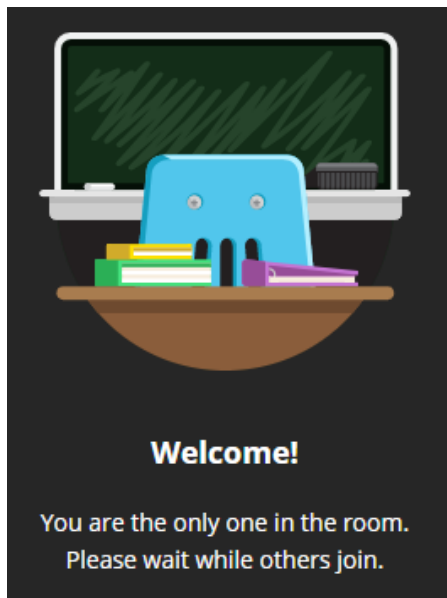 Welcome!
You are the only one in the room.
Please wait while others join.